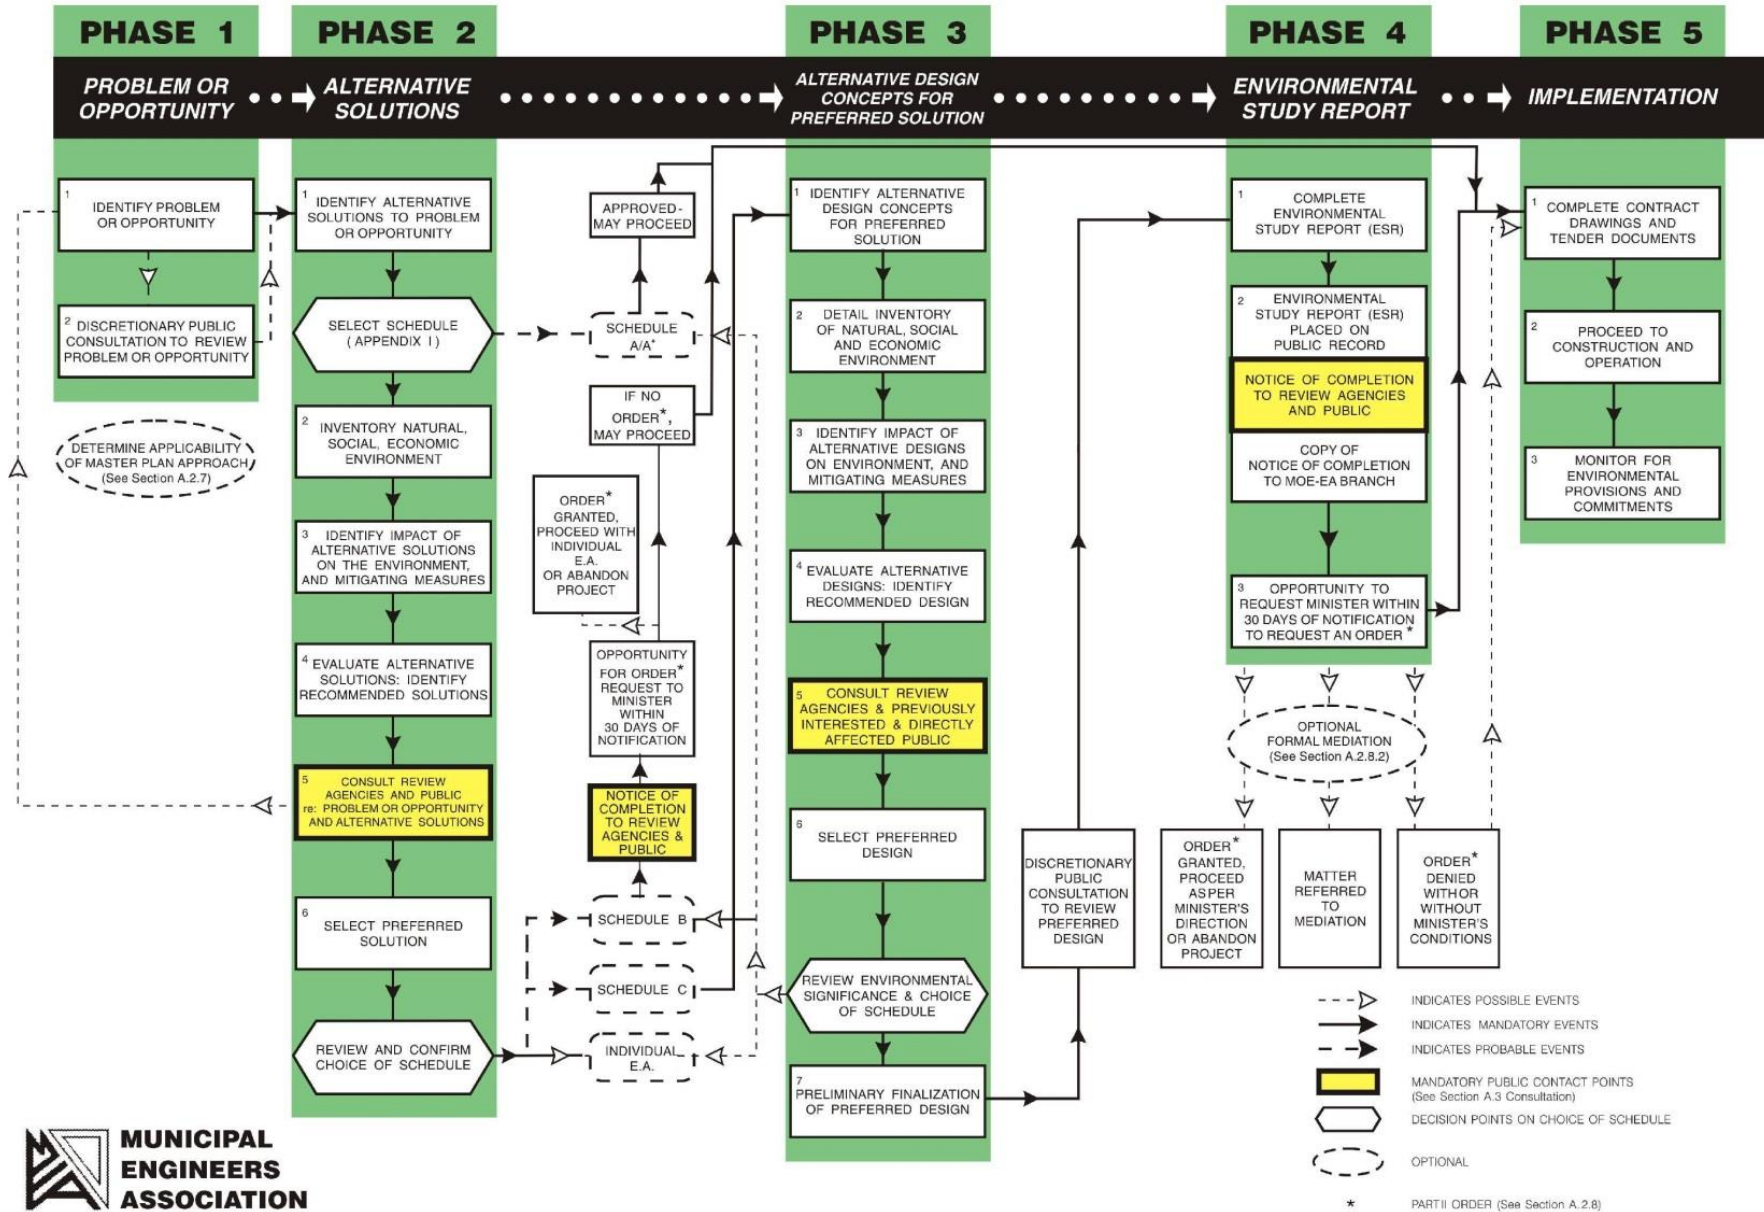 PHASE 1
PROBLEM OR
OPPORTUNITY
1
IDENTIFY PROBLEM
OR OPPORTUNITY
2
DISCRETIONARY PUBLIC
CONSULTATION TO REVIEW
PROBLEM OR OPPORTUNITY
DETERMINE APPLICABILITY
OF MASTER PLAN APPROACH
(See Section A.2.7)
PHASE 2
ALTERNATIVE
SOLUTIONS
1
IDENTIFY ALTERNATIVE
SOLUTIONS TO PROBLEM
OR OPPORTUNITY
SELECT SCHEDULE
( APPENDIX I )
2
INVENTORY NATURAL,
SOCIAL, ECONOMIC
ENVIRONMENT
3
IDENTIFY IMPACT OF
ALTERNATIVE SOLUTIONS
ON THE ENVIRONMENT,
AND MITIGATING MEASURES
4
EVALUATE ALTERNATIVE
SOLUTIONS: IDENTIFY
RECOMMENDED SOLUTIONS
5
CONSULT REVIEW
AGENCIES AND PUBLIC
re: PROBLEM OR OPPORTUNITY
AND ALTERNATIVE SOLUTIONS
6
SELECT PREFERRED
SOLUTION
REVIEW AND CONFIRM
CHOICE OF SCHEDULE
APPROVED-
MAY PROCEED
SCHEDULE
A/A+
IF NO
ORDER*,
MAY PROCEED
ORDER*
GRANTED,
PROCEED WITH
INDIVIDUAL
E.A.
OR ABANDON
PROJECT
OPPORTUNITY
FOR ORDER*
REQUEST TO
MINISTER
WITHIN
30 DAYS OF
NOTIFICATION
NOTICE OF
COMPLETION
TO REVIEW
AGENCIES &
PUBLIC
SCHEDULE B
SCHEDULE C
INDIVIDUAL
E.A.
PHASE 3
ALTERNATIVE DESIGN
CONCEPTS FOR
PREFERRED SOLUTION
1
IDENTIFY ALTERNATIVE
DESIGN CONCEPTS
FOR PREFERRED
SOLUTION
2
DETAIL INVENTORY
OF NATURAL, SOCIAL
AND ECONOMIC
ENVIRONMENT
3
IDENTIFY IMPACT OF
ALTERNATIVE DESIGNS
ON ENVIRONMENT, AND
MITIGATING MEASURES
4
EVALUATE ALTERNATIVE
DESIGNS: IDENTIFY
RECOMMENDED DESIGN
5
CONSULT REVIEW
AGENCIES & PREVIOUSLY
INTERESTED & DIRECTLY
AFFECTED PUBLIC
6
SELECT PREFERRED
DESIGN
REVIEW ENVIRONMENTAL
SIGNIFICANCE & CHOICE
OF SCHEDULE
7
PRELIMINARY FINALIZATION
OF PREFERRED DESIGN
DISCRETIONARY
PUBLIC
CONSULTATION
TO REVIEW
PREFERRED
DESIGN
PHASE 4
ENVIRONMENTAL
STUDY REPORT
1
COMPLETE
ENVIRONMENTAL
STUDY REPORT (ESR)
2
ENVIRONMENTAL
STUDY REPORT (ESR)
PLACED ON
PUBLIC RECORD
NOTICE OF COMPLETION
TO REVIEW AGENCIES
AND PUBLIC
COPY OF
NOTICE OF COMPLETION
TO MOE-EA BRANCH
3
OPPORTUNITY TO
REQUEST MINISTER WITHIN
30 DAYS OF NOTIFICATION
TO REQUEST AN ORDER*
OPTIONAL
FORMAL MEDIATION
(See Section A.2.8.2)
ORDER*
GRANTED,
PROCEED
AS PER
MINISTER'S
DIRECTION
OR ABANDON
PROJECT
MATTER
REFERRED
TO
MEDIATION
ORDER*
DENIED
WITH OR
WITHOUT
MINISTER'S
CONDITIONS
PHASE 5
IMPLEMENTATION
1
COMPLETE CONTRACT
DRAWINGS AND
TENDER DOCUMENTS
2
PROCEED TO
CONSTRUCTION AND
OPERATION
3
MONITOR FOR
ENVIRONMENTAL
PROVISIONS AND
COMMITMENTS
INDICATES POSSIBLE EVENTS
INDICATES MANDATORY EVENTS
INDICATES PROBABLE EVENTS
MANDATORY PUBLIC CONTACT POINTS
(See Section A.3 Consultation)
DECISION POINTS ON CHOICE OF SCHEDULE
OPTIONAL
* PART II ORDER (See Section A.2.8)
MUNICIPAL
ENGINEERS
ASSOCIATION